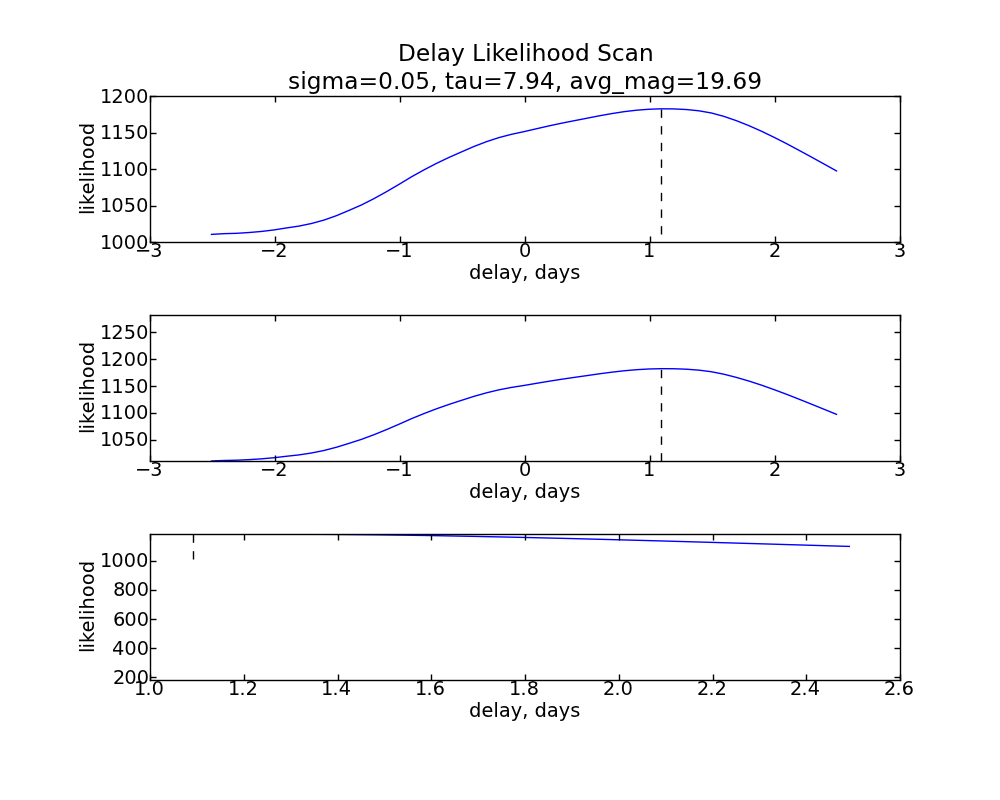 Delay Likelihood Scan
sigma=0.05, tau=7.94, avg_mag=19.69
1200
1150
1100
1050
1000
likelihood
−3 −2 −1 0 1 2 3
delay, days
1250
1200
1150
1100
1050
likelihood
−3 −2 −1 0 1 2 3
delay, days
1000
800
600
400
200
likelihood
1.0 1.2 1.4 1.6 1.8 2.0 2.2 2.4 2.6
delay, days